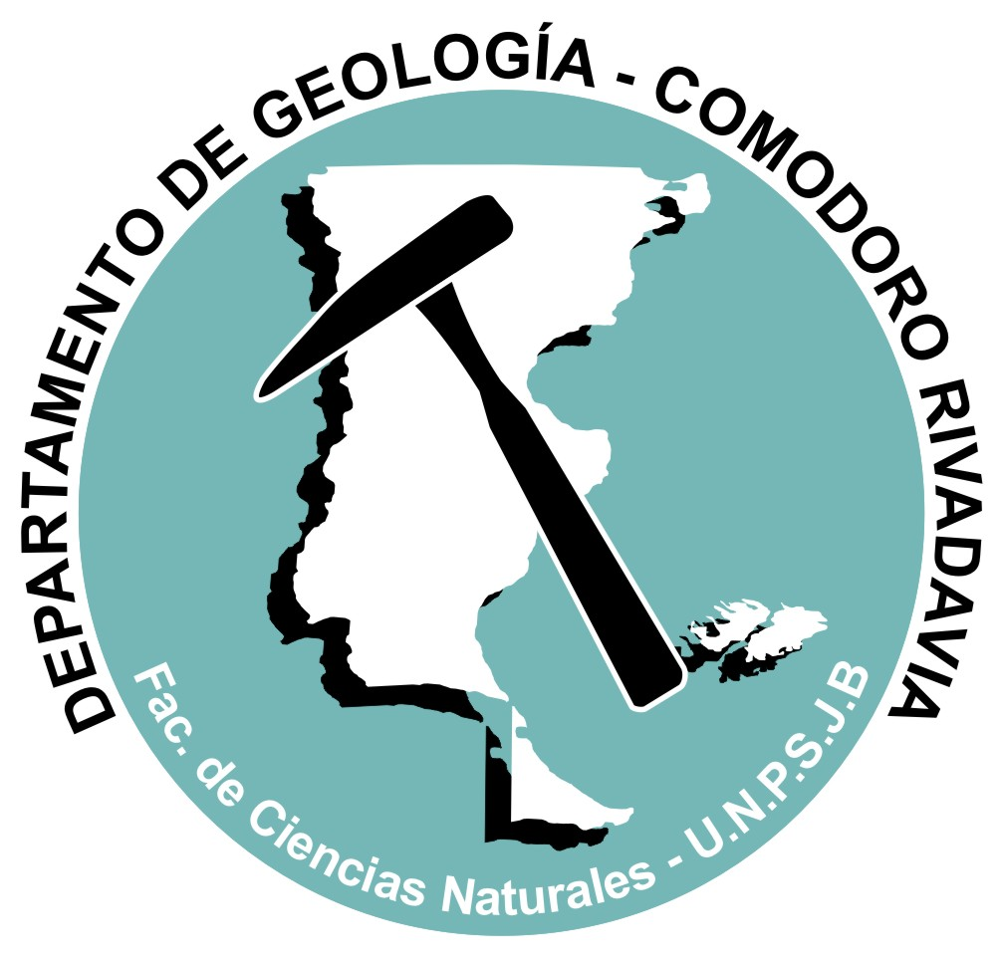 DEPARTAMENTO DE GEOLOGÍA - COMODORO RIVADAVIA
Fac. de Ciencias Naturales - U.N.P.S.J.B